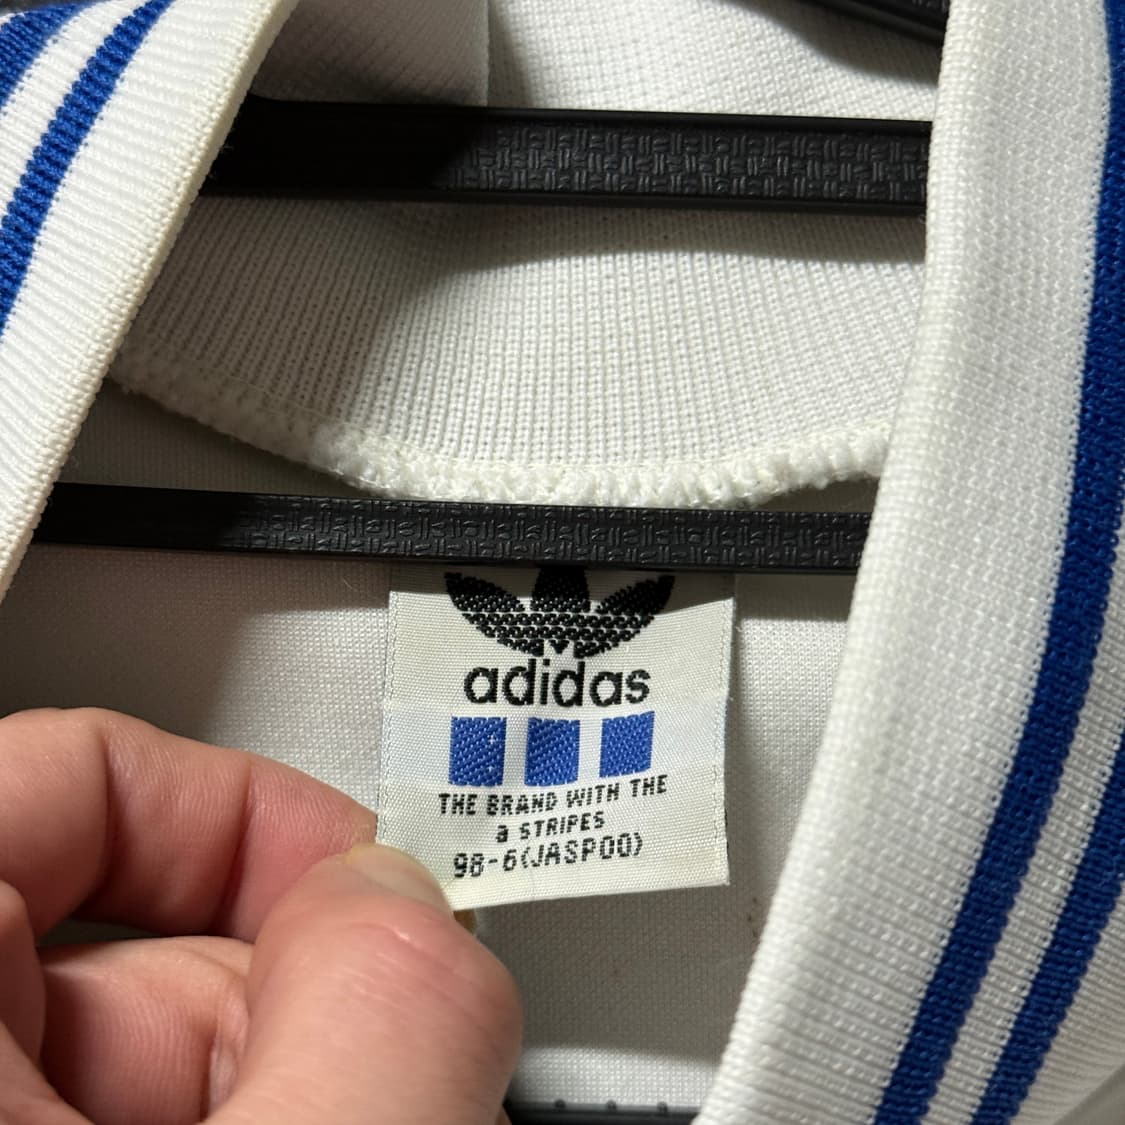 adidas
THE BRAND WITH THE
3 STRIPES
98-6(JASPOO)